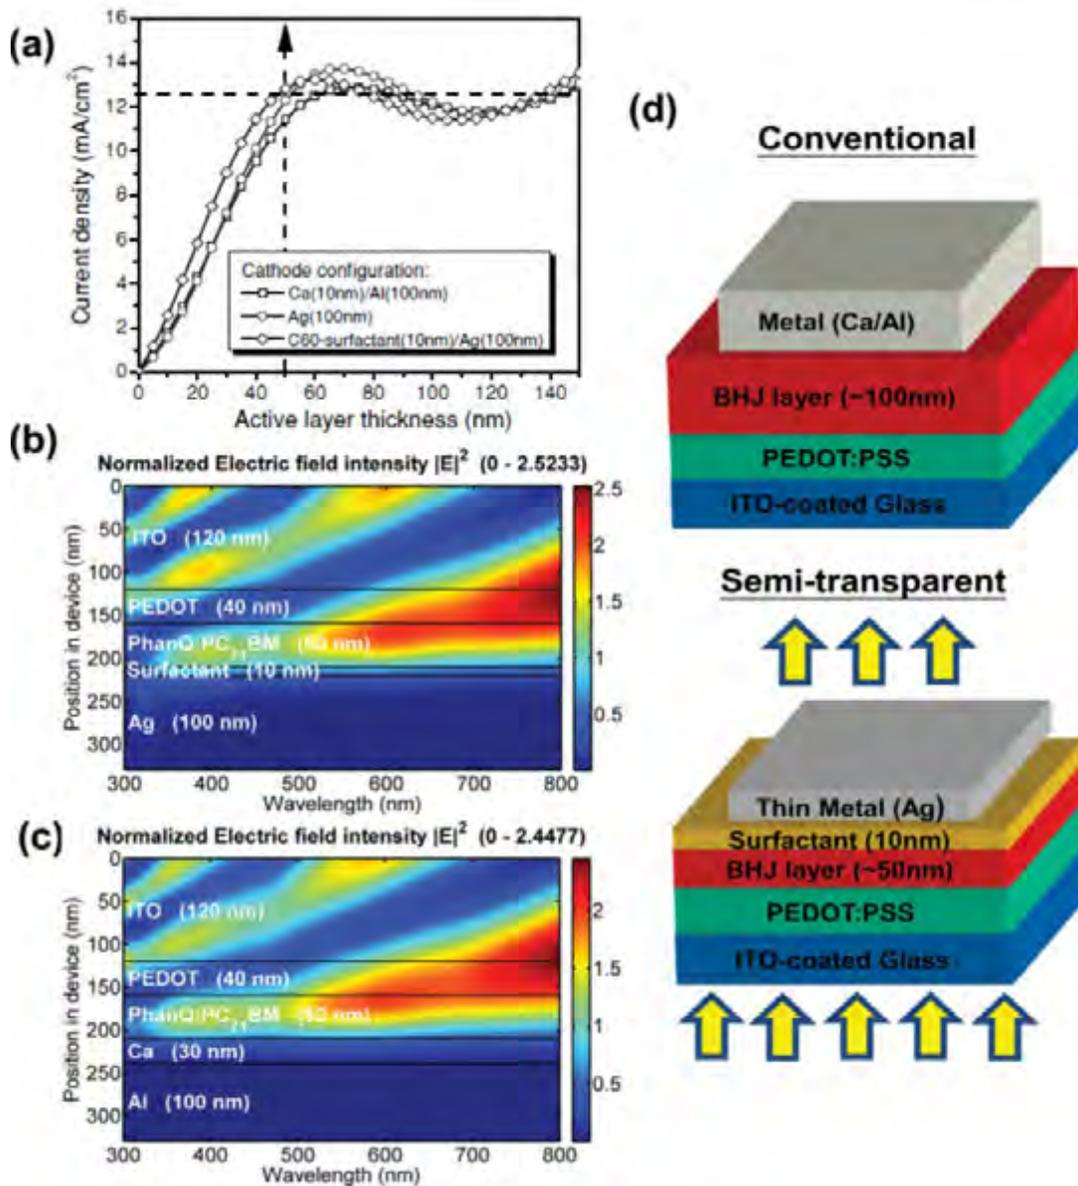 (a)
16
14
12
10
8
6
4
2
0
Current density (mA/cm²)
Cathode configuration:
Ca(10nm)/Al(100nm)
Ag(100nm)
C60-surfactant(10nm)/Ag(100nm)
0 20 40 60 80 100 120 140
Active layer thickness (nm)
(b)
Normalized Electric field intensity |E|² (0 - 2.5233)
Position in device (nm)
0
50
100
150
200
250
300
ITO (120 nm)
PEDOT (40 nm)
PhanQ:PC₇₁BM (50 nm)
Surfactant (10 nm)
Ag (100 nm)
2.5
2
1.5
1
0.5
300 400 500 600 700 800
Wavelength (nm)
(c)
Normalized Electric field intensity |E|² (0 - 2.4477)
Position in device (nm)
0
50
100
150
200
250
300
ITO (120 nm)
PEDOT (40 nm)
PhanQ:PC₇₁BM (50 nm)
Ca (30 nm)
Al (100 nm)
2
1.5
1
0.5
300 400 500 600 700 800
Wavelength (nm)
(d)
Conventional
Metal (Ca/Al)
BHJ layer (~100nm)
PEDOT:PSS
ITO-coated Glass
Semi-transparent
Thin Metal (Ag)
Surfactant (10nm)
BHJ layer (~50nm)
PEDOT:PSS
ITO-coated Glass